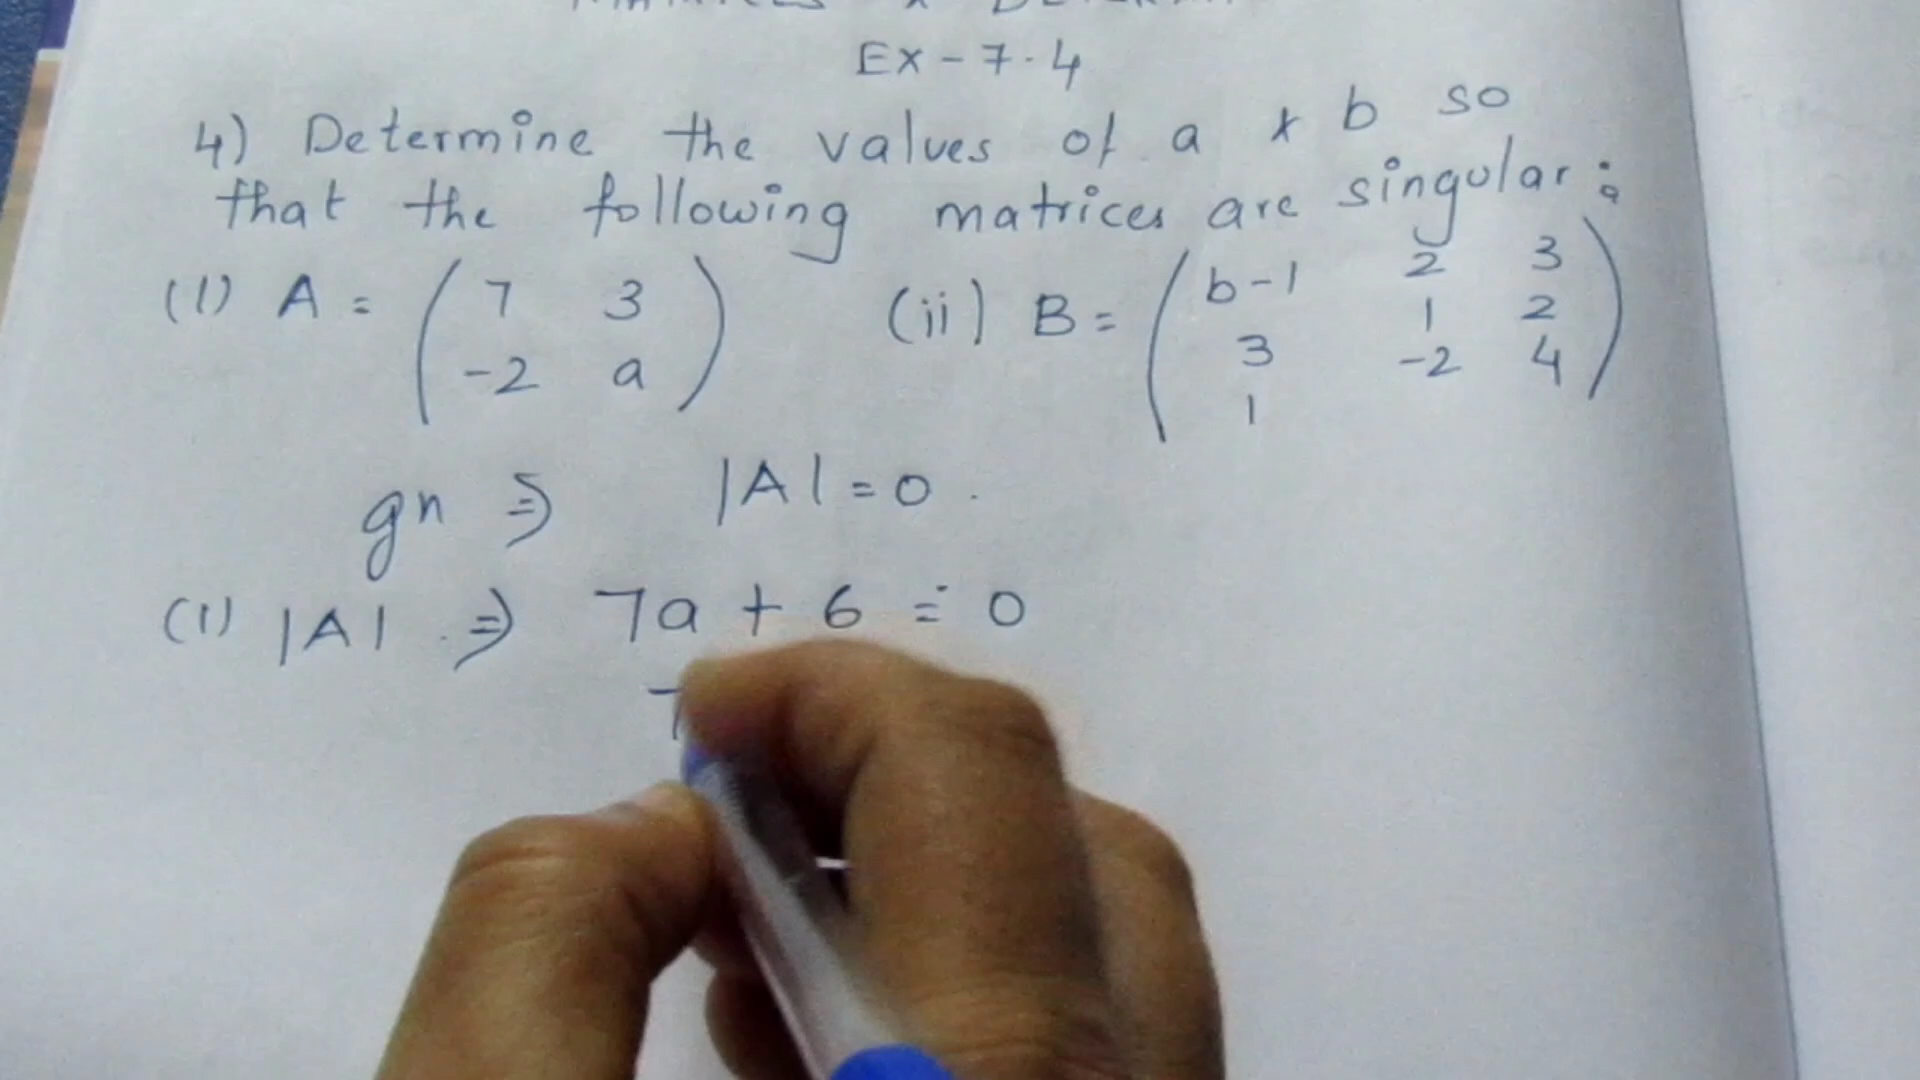 EX - 7.4
4) Determine the values of a & b so
that the following matrices are singular:
(i) A = ( 7 3 (ii) B = ( b-1 2 3
-2 a ) 3 1 2
1 -2 4 )
gn ⇒ |A| = 0.
(i) |A| ⇒ 7a + 6 = 0
7